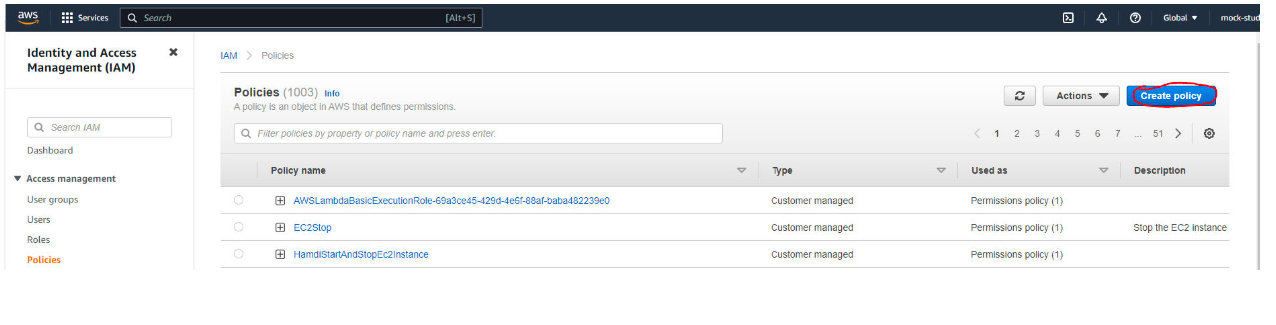 aws Services Search [Alt+S] Global mock-stud
Identity and Access
Management (IAM)
Search IAM
Dashboard
Access management
User groups
Users
Roles
Policies
IAM > Policies
Policies (1003) Info
A policy is an object in AWS that defines permissions.
Actions Create policy
Filter policies by property or policy name and press enter.
1 2 3 4 5 6 7 ... 51
Policy name Type Used as Description
AWSLambdaBasicExecutionRole-69a3ce45-429d-4e6f-88af-baba482239e0 Customer managed Permissions policy (1)
EC2Stop Customer managed Permissions policy (1) Stop the EC2 instance
HamdiStartAndStopEc2Instance Customer managed Permissions policy (1)